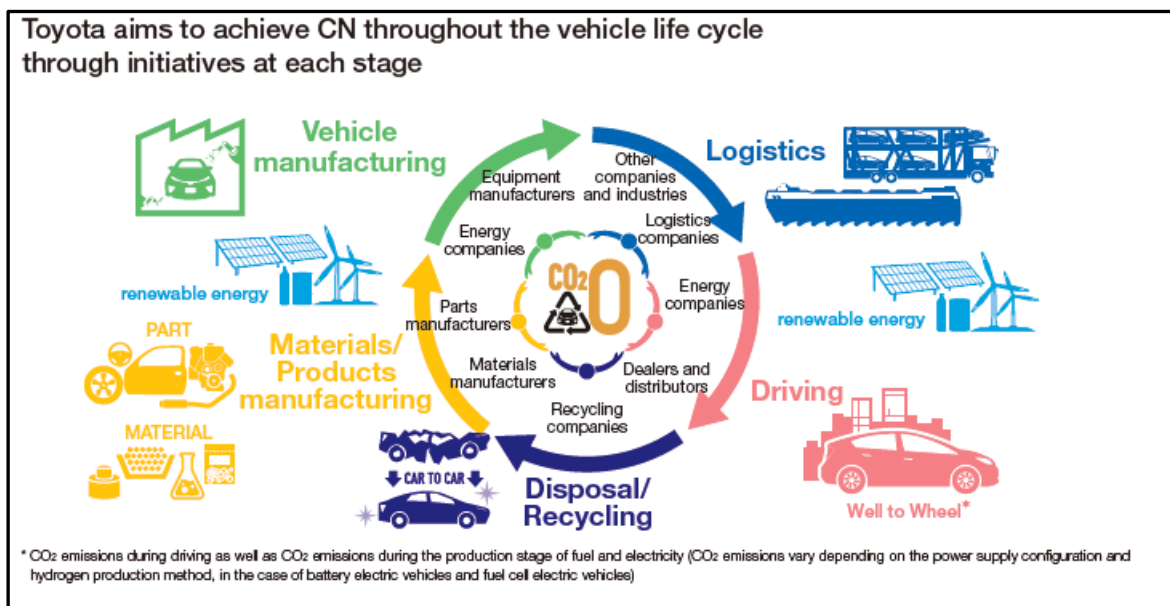 Toyota aims to achieve CN throughout the vehicle life cycle
through initiatives at each stage
Vehicle
manufacturing
Equipment
manufacturers
Other
companies
and industries
Logistics
Energy
companies
Logistics
companies
renewable energy
CO2
0
Energy
companies
renewable energy
PART
Parts
manufacturers
Materials/
Products
manufacturing
Materials
manufacturers
Dealers and
distributors
Driving
MATERIAL
Recycling
companies
CAR TO CAR
Disposal/
Recycling
Well to Wheel*
* CO2 emissions during driving as well as CO2 emissions during the production stage of fuel and electricity (CO2 emissions vary depending on the power supply configuration and
hydrogen production method, in the case of battery electric vehicles and fuel cell electric vehicles)